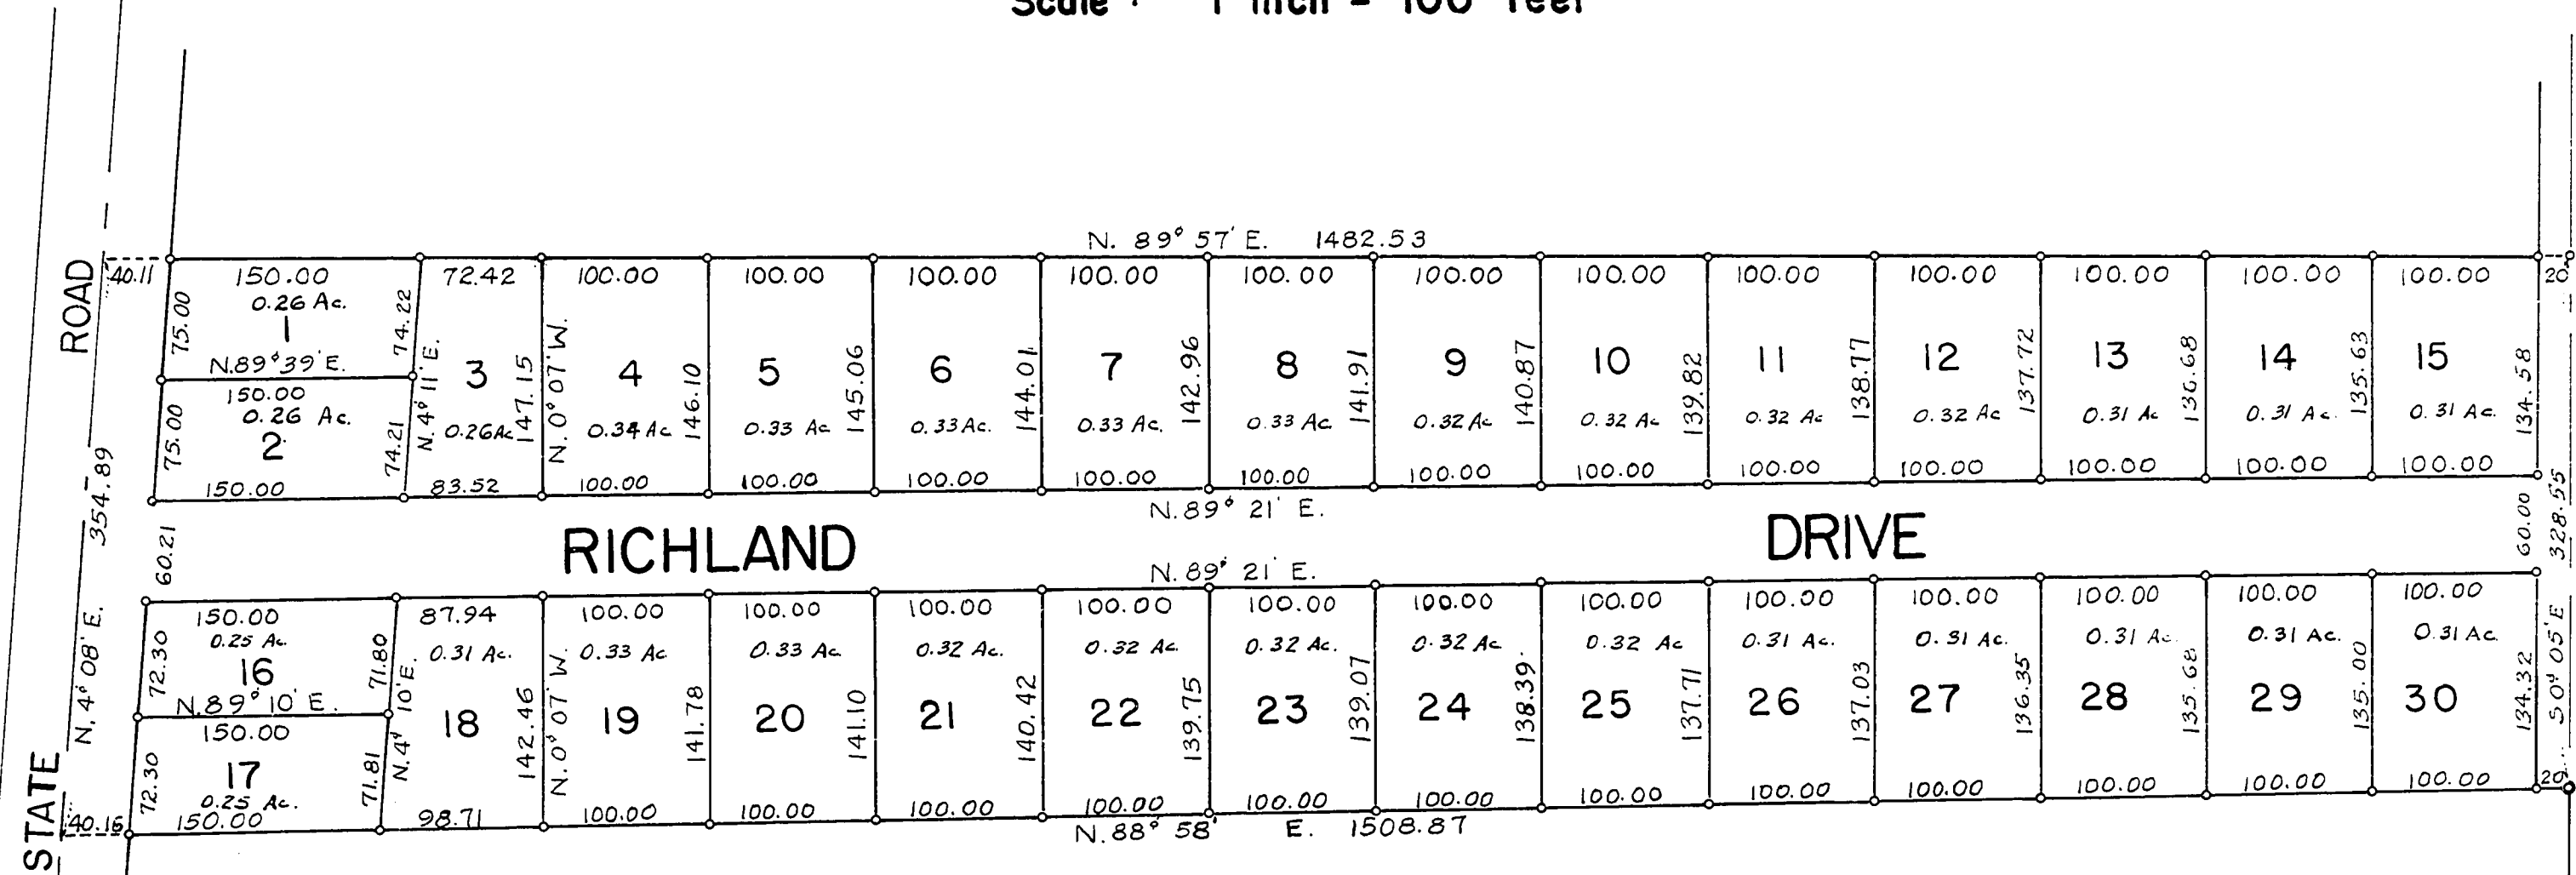 Scale : 1 inch = 100 feet
N. 89° 57' E. 1482.53
ROAD
40.11
150.00 72.42 100.00 100.00 100.00 100.00 100.00 100.00 100.00 100.00 100.00 100.00 100.00 100.00 20'
0.26 Ac.
75.00 1 74.22
N.89°39'E.
150.00
0.26 Ac.
75.00 2 74.21
150.00
N. 4° 11' E.
3 147.15
0.26Ac
83.52
N.0°07'W.
4 146.10
0.34 Ac
100.00
5 145.06
0.33 Ac
100.00
6 144.01
0.33Ac.
100.00
7 142.96
0.33 Ac.
100.00
8 141.91
0.33 Ac.
100.00
9 140.87
0.32 Ac
100.00
10 139.82
0.32 Ac
100.00
11 138.77
0.32 Ac
100.00
12 137.72
0.32 Ac
100.00
13 136.68
0.31 Ac
100.00
14 135.63
0.31 Ac.
100.00
15 134.58
0.31 Ac.
100.00
N.89° 21' E.
354.89
N. 4° 08' E.
60.21
RICHLAND DRIVE
60.00
328.55
S 0° 05' E
N. 89° 21' E.
150.00 87.94 100.00 100.00 100.00 100.00 100.00 100.00 100.00 100.00 100.00 100.00 100.00 100.00
0.25 Ac.
72.30 16 71.80
N.89° 10' E.
150.00
72.30 17 71.81
0.25 Ac.
150.00
N.4° 10' E.
0.31 Ac.
18 142.46
98.71
N.0° 07' W.
0.33 Ac
19 141.78
100.00
0.33 Ac
20 141.10
100.00
0.32 Ac.
21 140.42
100.00
0.32 Ac
22 139.75
100.00
0.32 Ac.
23 139.07
100.00
0.32 Ac
24 138.39
100.00
0.32 Ac
25 137.71
100.00
0.31 Ac.
26 137.03
100.00
0.31 Ac.
27 136.35
100.00
0.31 Ac.
28 135.68
100.00
0.31 Ac.
29 135.00
100.00
0.31 Ac.
30 134.32
100.00
20'
STATE
40.16
N. 88° 58' E. 1508.87